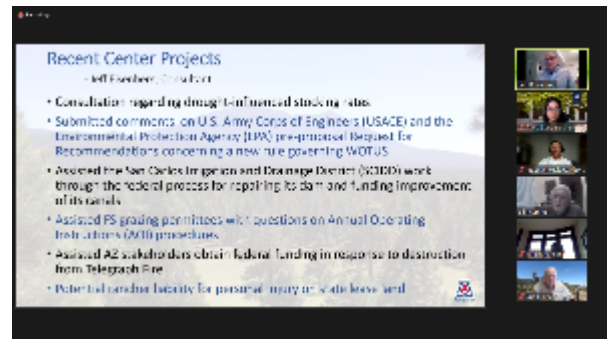 Recent Center Projects
- Jeff Eisenberg, Consultant
• Consultation regarding drought-influenced stocking rates
• Submitted comments on U.S. Army Corps of Engineers (USACE) and the
Environmental Protection Agency (EPA) pre-proposal Request for
Recommendations concerning a new rule governing WOTUS
• Assisted the San Carlos Irrigation and Drainage District (SCIDD) work
through the federal process for repairing its dam and funding improvement
of its canals
• Assisted FS grazing permittees with questions on Annual Operating
Instructions (AOI) procedures
• Assisted AZ stakeholders obtain federal funding in response to destruction
from Telegraph Fire
• Potential rancher liability for personal injury on state lease land